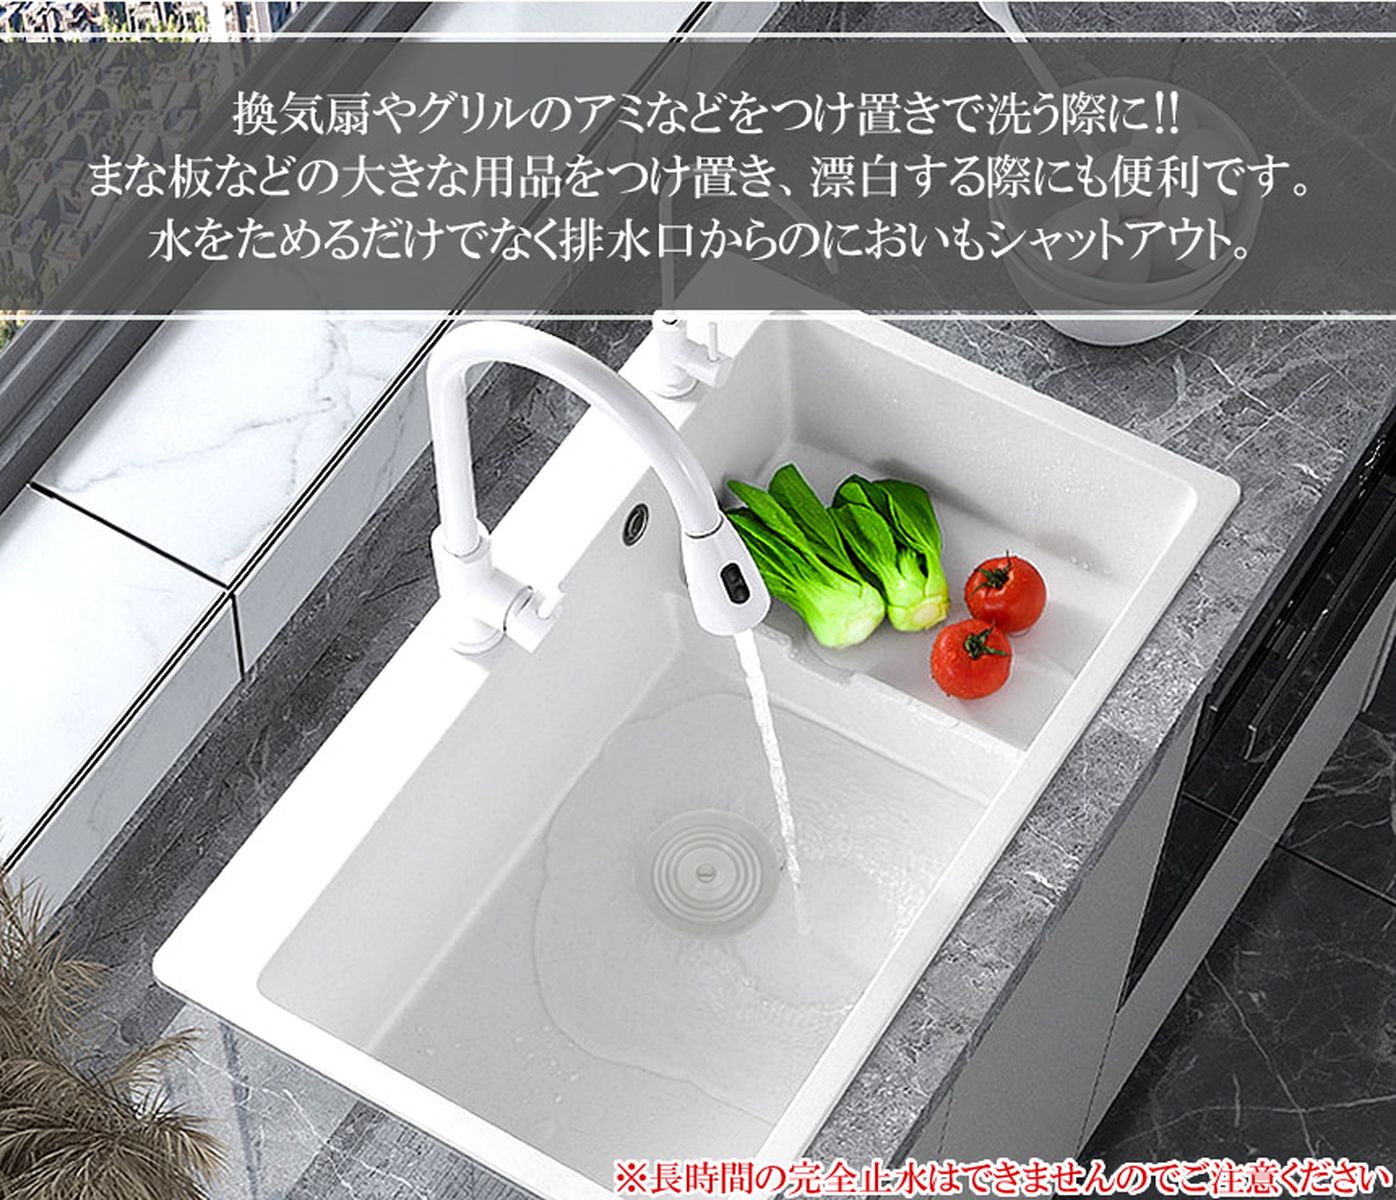 換気扇やグリルのアミなどをつけ置きで洗う際に!!
まな板などの大きな用品をつけ置き、漂白する際にも便利です。
水をためるだけでなく排水口からのにおいもシャットアウト。
※長時間の完全止水はできませんのでご注意ください